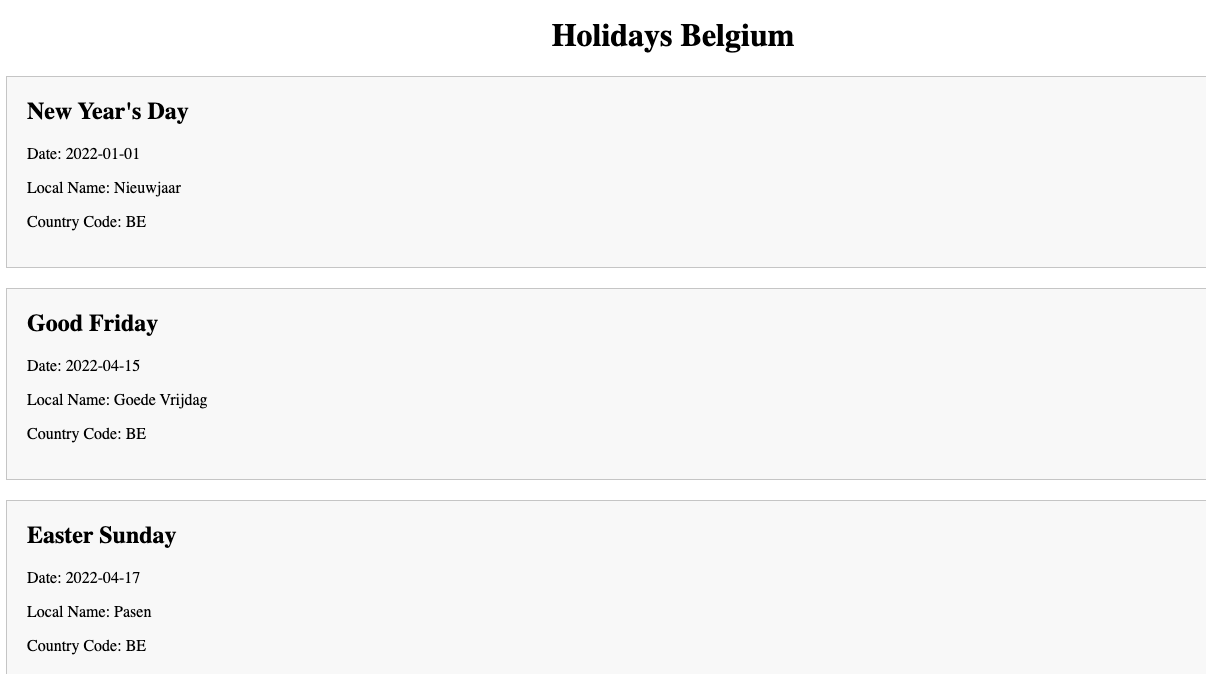 Holidays Belgium
New Year's Day
Date: 2022-01-01
Local Name: Nieuwjaar
Country Code: BE
Good Friday
Date: 2022-04-15
Local Name: Goede Vrijdag
Country Code: BE
Easter Sunday
Date: 2022-04-17
Local Name: Pasen
Country Code: BE